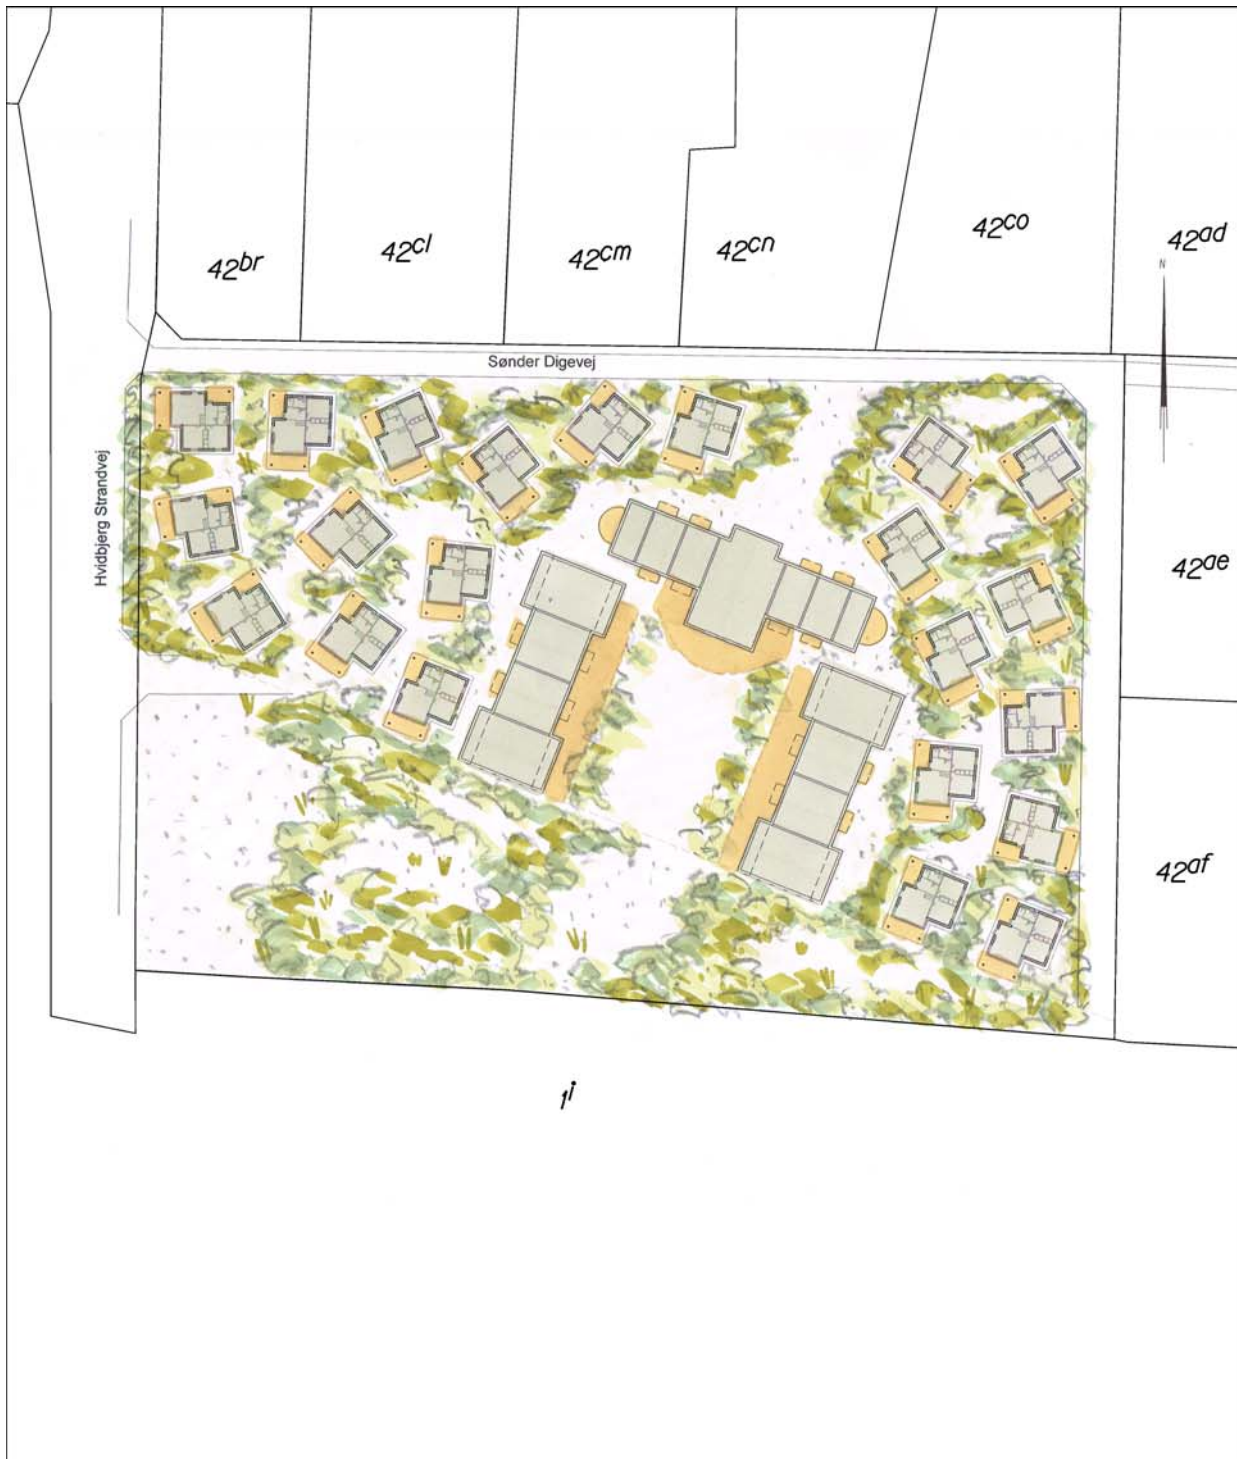 42co
42ad
42cl
42cm
42cn
42br
N
Sønder Digevej
Hvidbjerg Strandvej
42ae
42af
1i